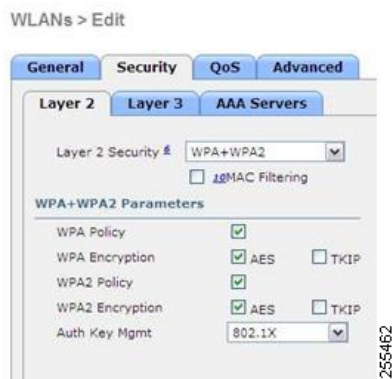 WLANs > Edit
General Security QoS Advanced
Layer 2 Layer 3 AAA Servers
Layer 2 Security 6 WPA+WPA2
10MAC Filtering
WPA+WPA2 Parameters
WPA Policy
WPA Encryption AES TKIP
WPA2 Policy
WPA2 Encryption AES TKIP
Auth Key Mgmt 802.1X
255462